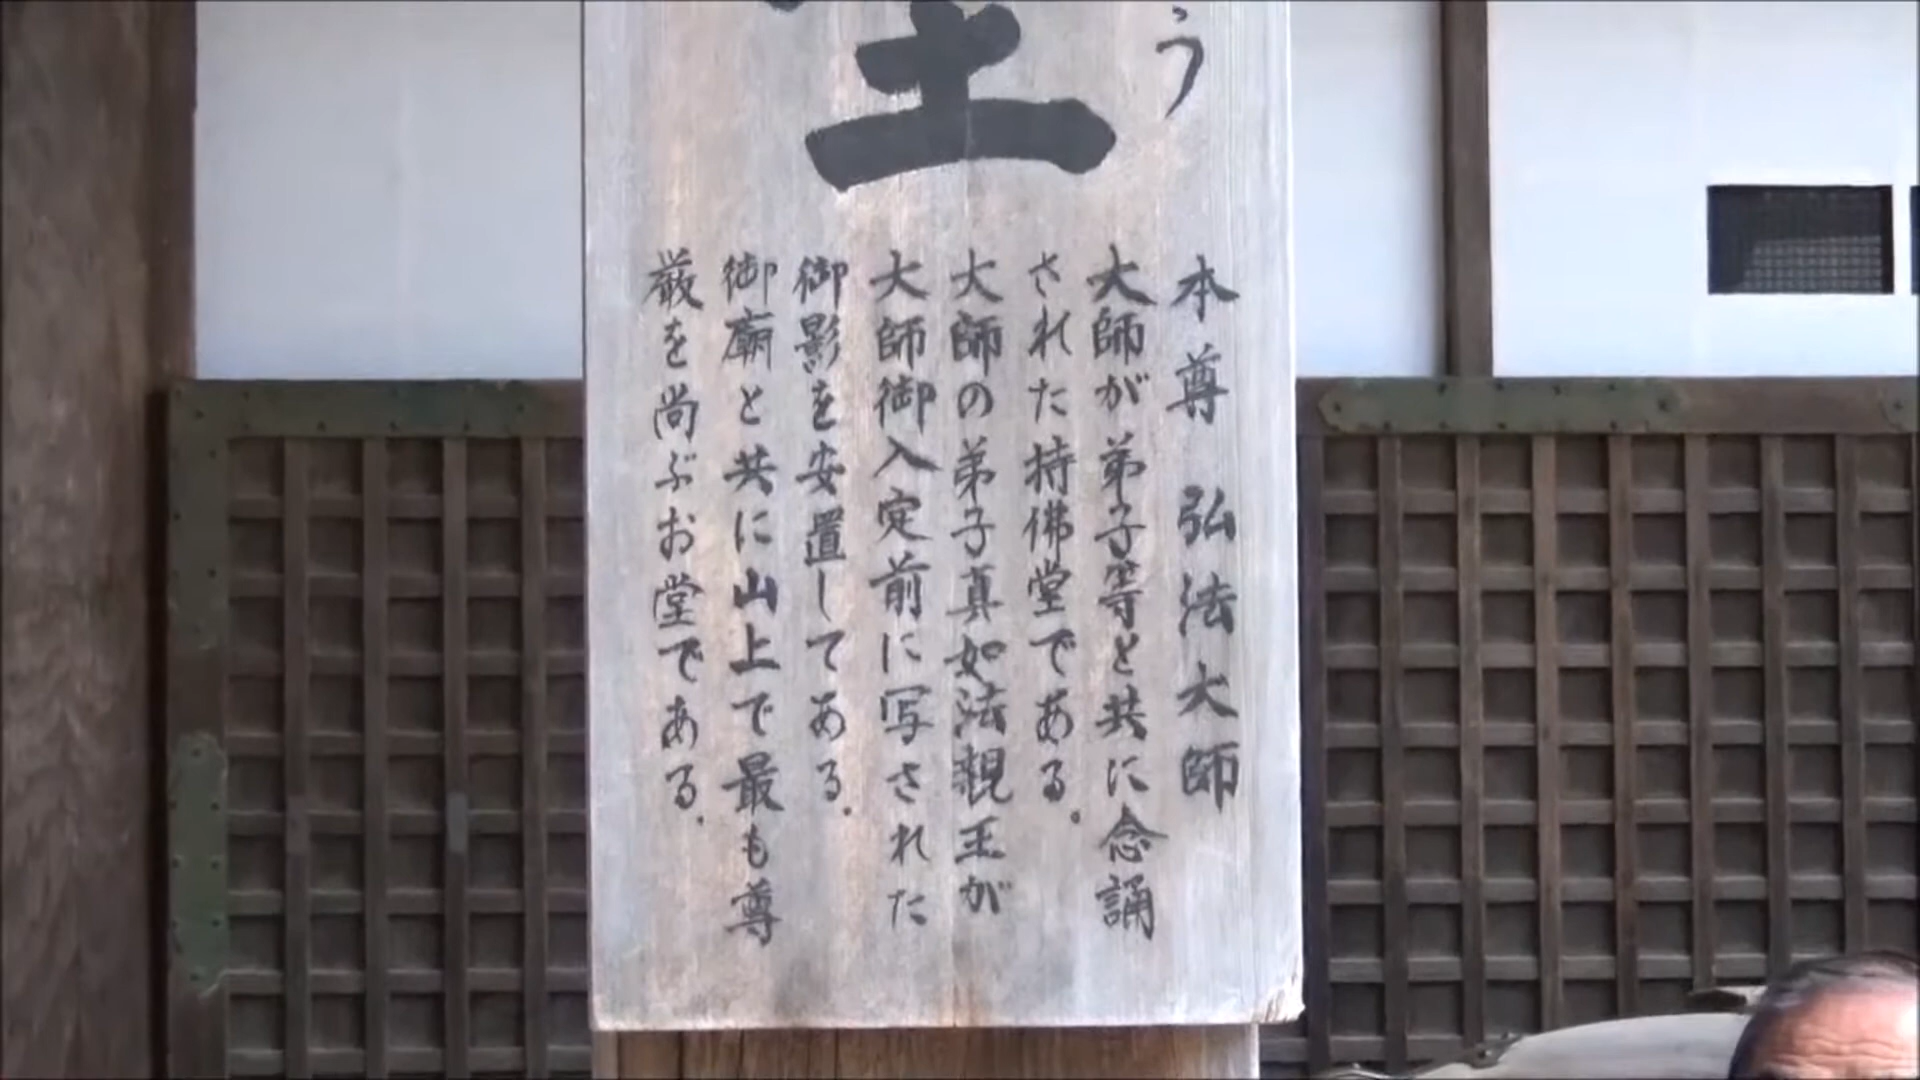 う
本尊 弘法大師
大師が弟子等と共に念誦
された持佛堂である。
大師の弟子真如法親王が
大師御入定前に写された
御影を安置してある。
御廟と共に山上で最も尊
厳を尚ぶお堂である。